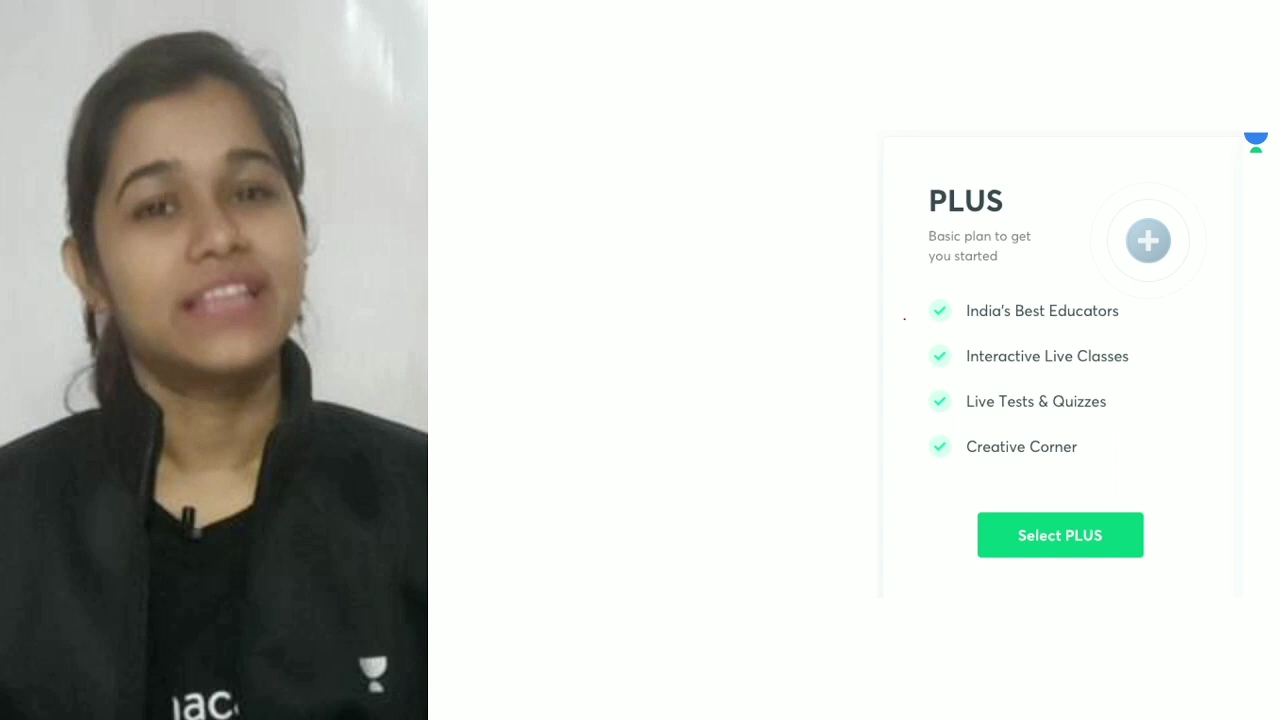 PLUS
Basic plan to get
you started
India's Best Educators
Interactive Live Classes
Live Tests & Quizzes
Creative Corner
Select PLUS